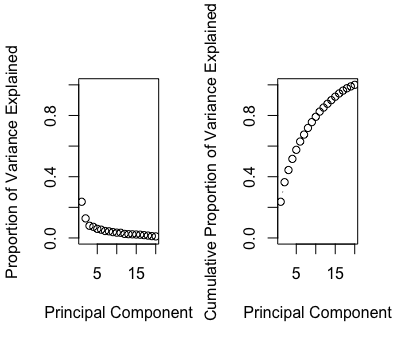 Proportion of Variance Explained
0.0 0.4 0.8
5 15
Principal Component
Cumulative Proportion of Variance Explained
0.0 0.4 0.8
5 15
Principal Component